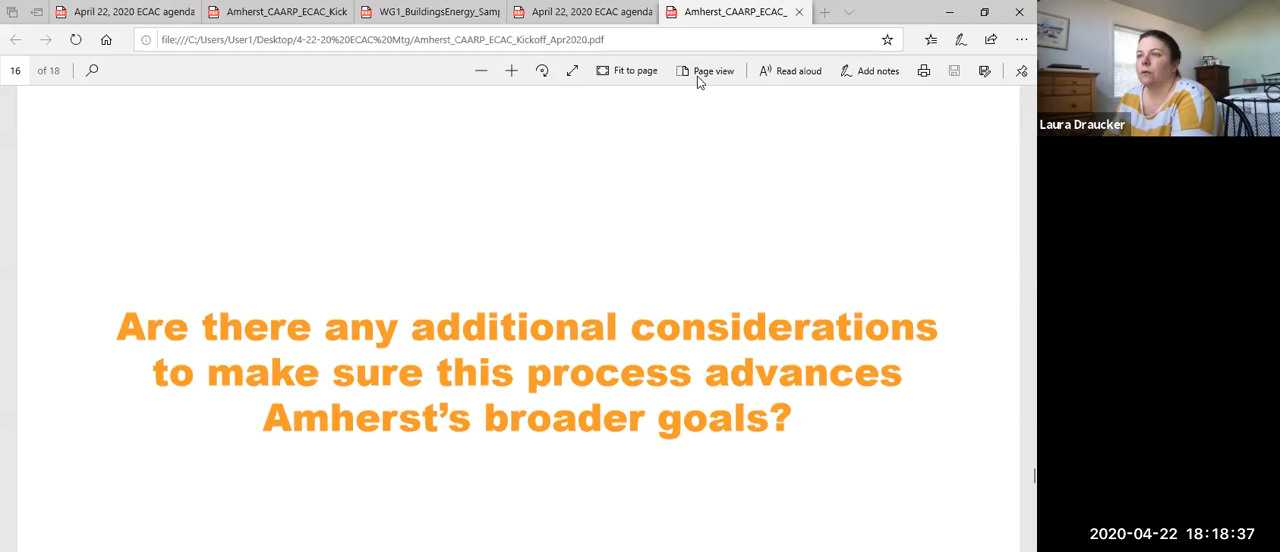 April 22, 2020 ECAC agenda
Amherst_CAARP_ECAC_Kick
WG1_BuildingsEnergy_Sam
April 22, 2020 ECAC agenda
Amherst_CAARP_ECAC_
file:///C:/Users/User1/Desktop/4-22-20%20ECAC%20Mtg/Amherst_CAARP_ECAC_Kickoff_Apr2020.pdf
16 of 18
Fit to page
Page view
Read aloud
Add notes
Laura Draucker
Are there any additional considerations
to make sure this process advances
Amherst’s broader goals?
2020-04-22 18:18:37